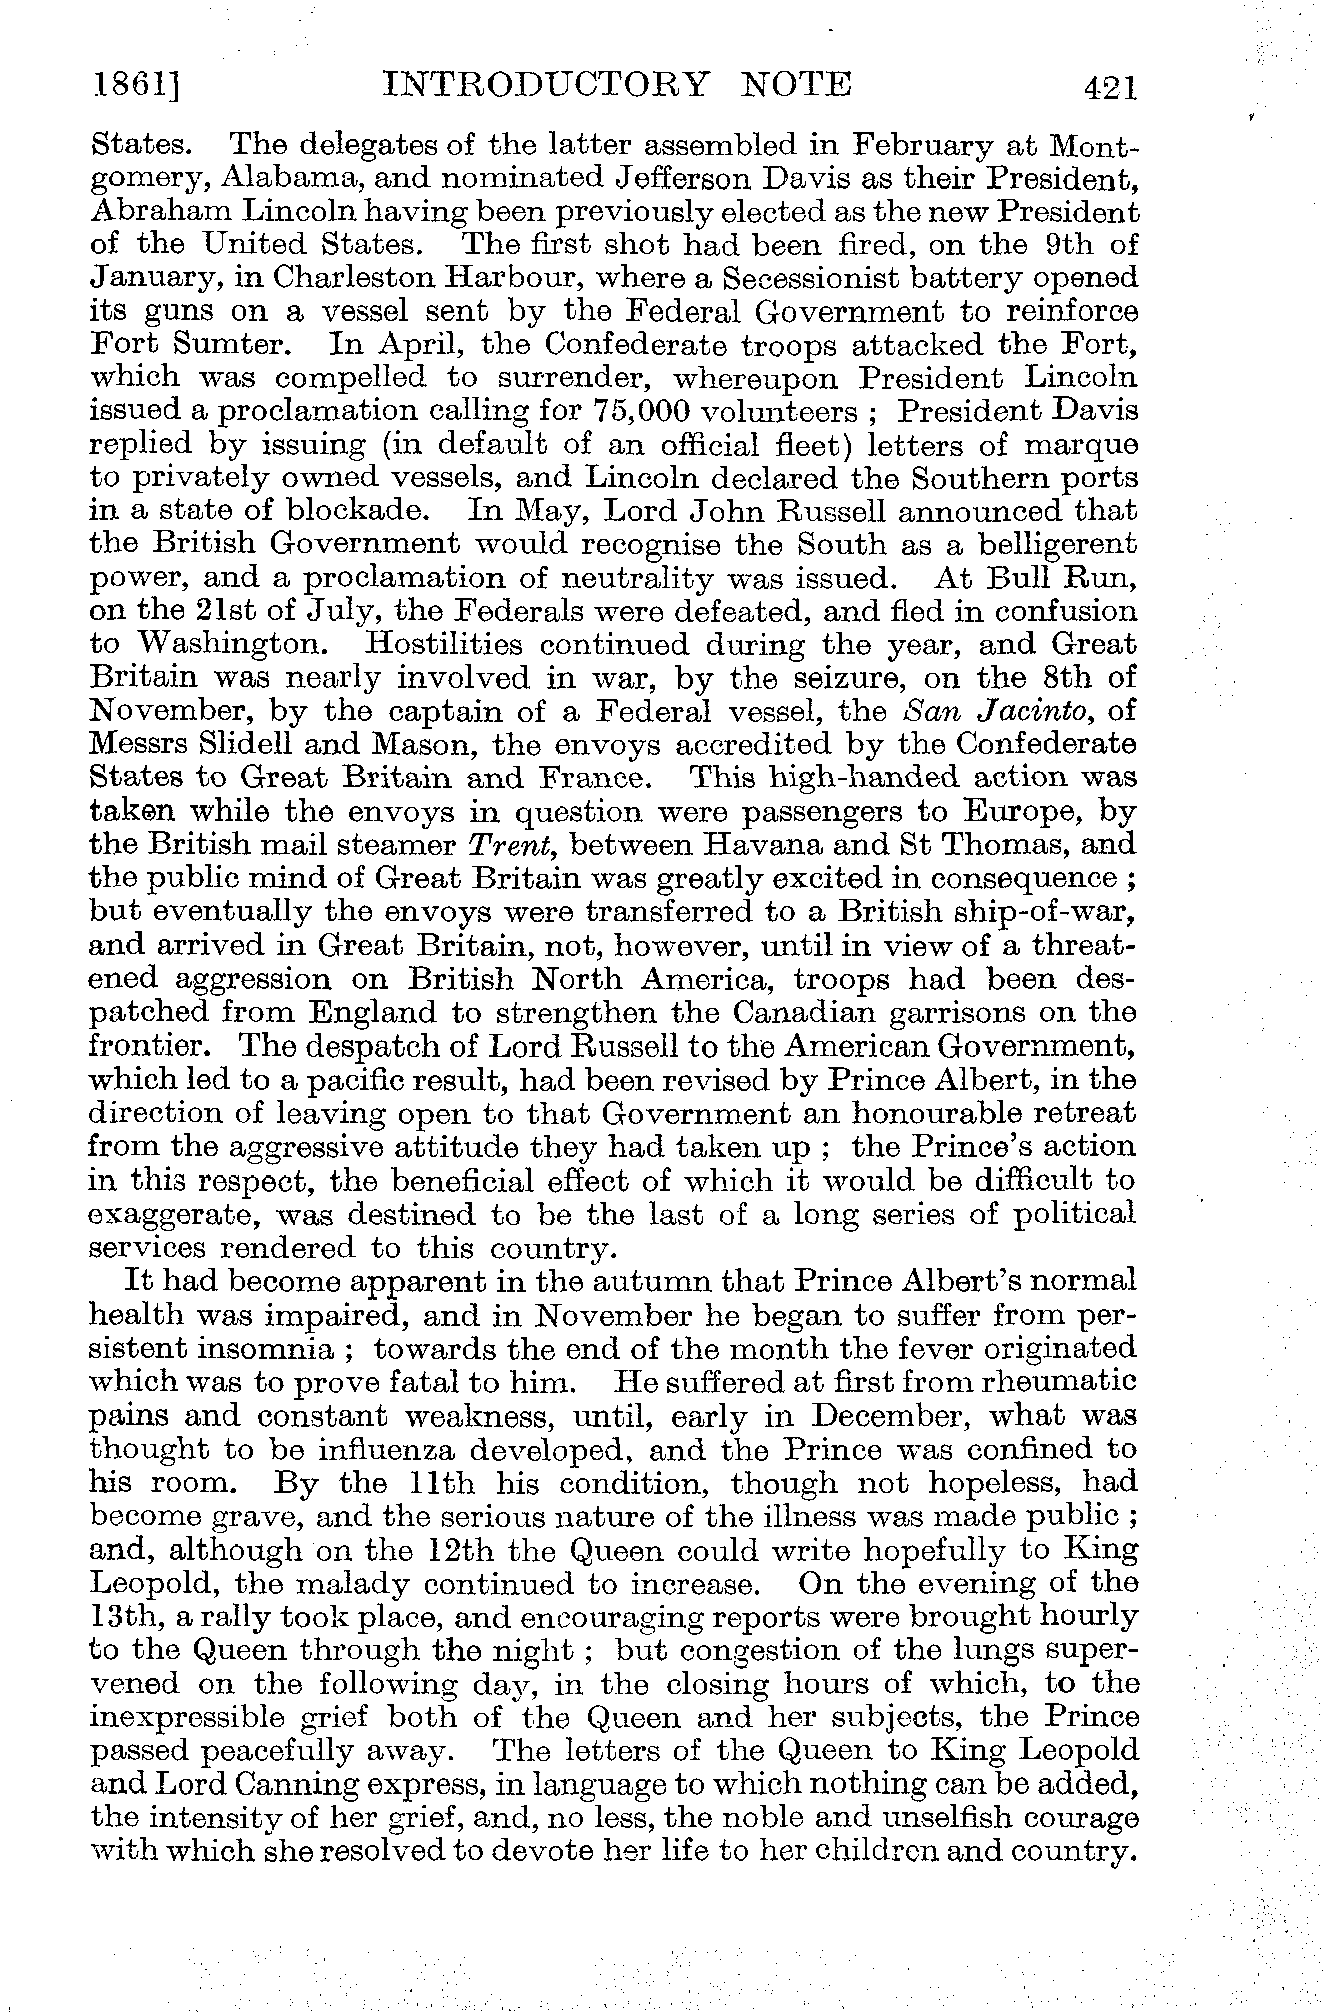 1861] INTRODUCTORY NOTE 421
States. The delegates of the latter assembled in February at Mont-
gomery, Alabama, and nominated Jefferson Davis as their President,
Abraham Lincoln having been previously elected as the new President
of the United States. The first shot had been fired, on the 9th of
January, in Charleston Harbour, where a Secessionist battery opened
its guns on a vessel sent by the Federal Government to reinforce
Fort Sumter. In April, the Confederate troops attacked the Fort,
which was compelled to surrender, whereupon President Lincoln
issued a proclamation calling for 75,000 volunteers ; President Davis
replied by issuing (in default of an official fleet) letters of marque
to privately owned vessels, and Lincoln declared the Southern ports
in a state of blockade. In May, Lord John Russell announced that
the British Government would recognise the South as a belligerent
power, and a proclamation of neutrality was issued. At Bull Run,
on the 21st of July, the Federals were defeated, and fled in confusion
to Washington. Hostilities continued during the year, and Great
Britain was nearly involved in war, by the seizure, on the 8th of
November, by the captain of a Federal vessel, the San Jacinto, of
Messrs Slidell and Mason, the envoys accredited by the Confederate
States to Great Britain and France. This high-handed action was
taken while the envoys in question were passengers to Europe, by
the British mail steamer Trent, between Havana and St Thomas, and
the public mind of Great Britain was greatly excited in consequence ;
but eventually the envoys were transferred to a British ship-of-war,
and arrived in Great Britain, not, however, until in view of a threat-
ened aggression on British North America, troops had been des-
patched from England to strengthen the Canadian garrisons on the
frontier. The despatch of Lord Russell to the American Government,
which led to a pacific result, had been revised by Prince Albert, in the
direction of leaving open to that Government an honourable retreat
from the aggressive attitude they had taken up ; the Prince's action
in this respect, the beneficial effect of which it would be difficult to
exaggerate, was destined to be the last of a long series of political
services rendered to this country.
It had become apparent in the autumn that Prince Albert's normal
health was impaired, and in November he began to suffer from per-
sistent insomnia ; towards the end of the month the fever originated
which was to prove fatal to him. He suffered at first from rheumatic
pains and constant weakness, until, early in December, what was
thought to be influenza developed, and the Prince was confined to
his room. By the 11th his condition, though not hopeless, had
become grave, and the serious nature of the illness was made public ;
and, although on the 12th the Queen could write hopefully to King
Leopold, the malady continued to increase. On the evening of the
13th, a rally took place, and encouraging reports were brought hourly
to the Queen through the night ; but congestion of the lungs super-
vened on the following day, in the closing hours of which, to the
inexpressible grief both of the Queen and her subjects, the Prince
passed peacefully away. The letters of the Queen to King Leopold
and Lord Canning express, in language to which nothing can be added,
the intensity of her grief, and, no less, the noble and unselfish courage
with which she resolved to devote her life to her children and country.